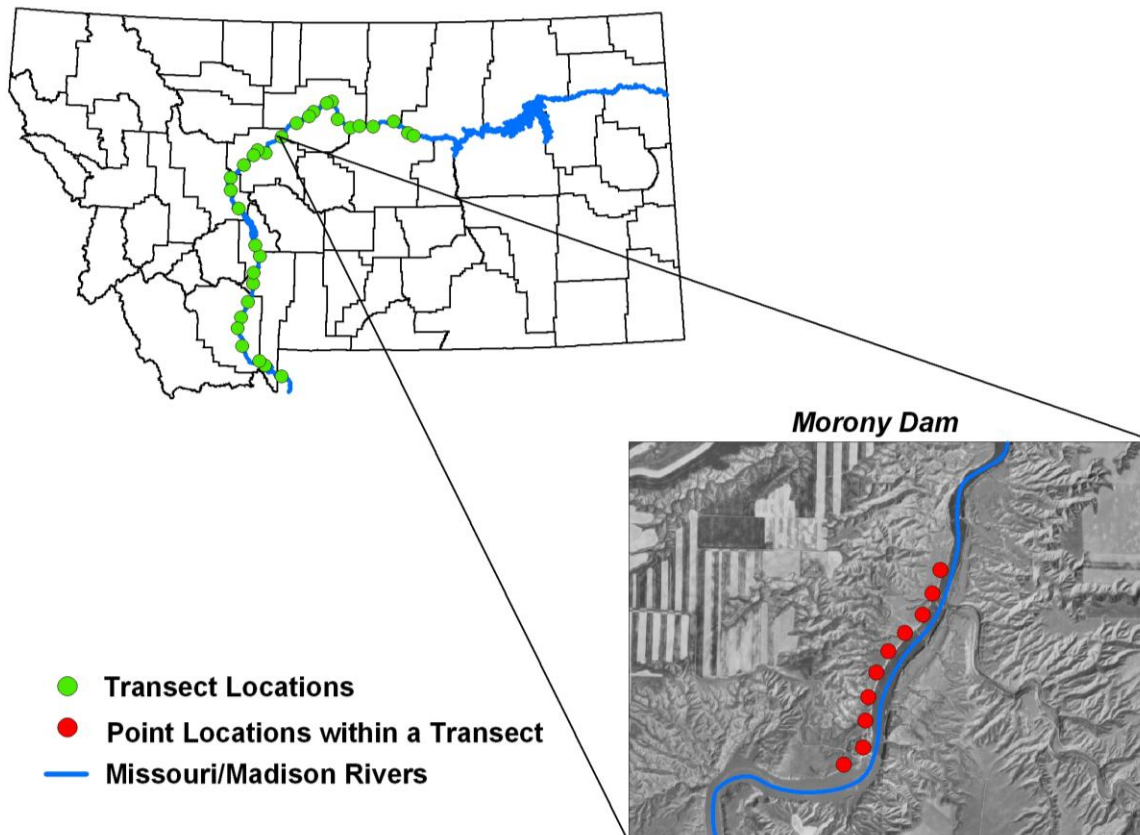 Morony Dam
Transect Locations
Point Locations within a Transect
Missouri/Madison Rivers